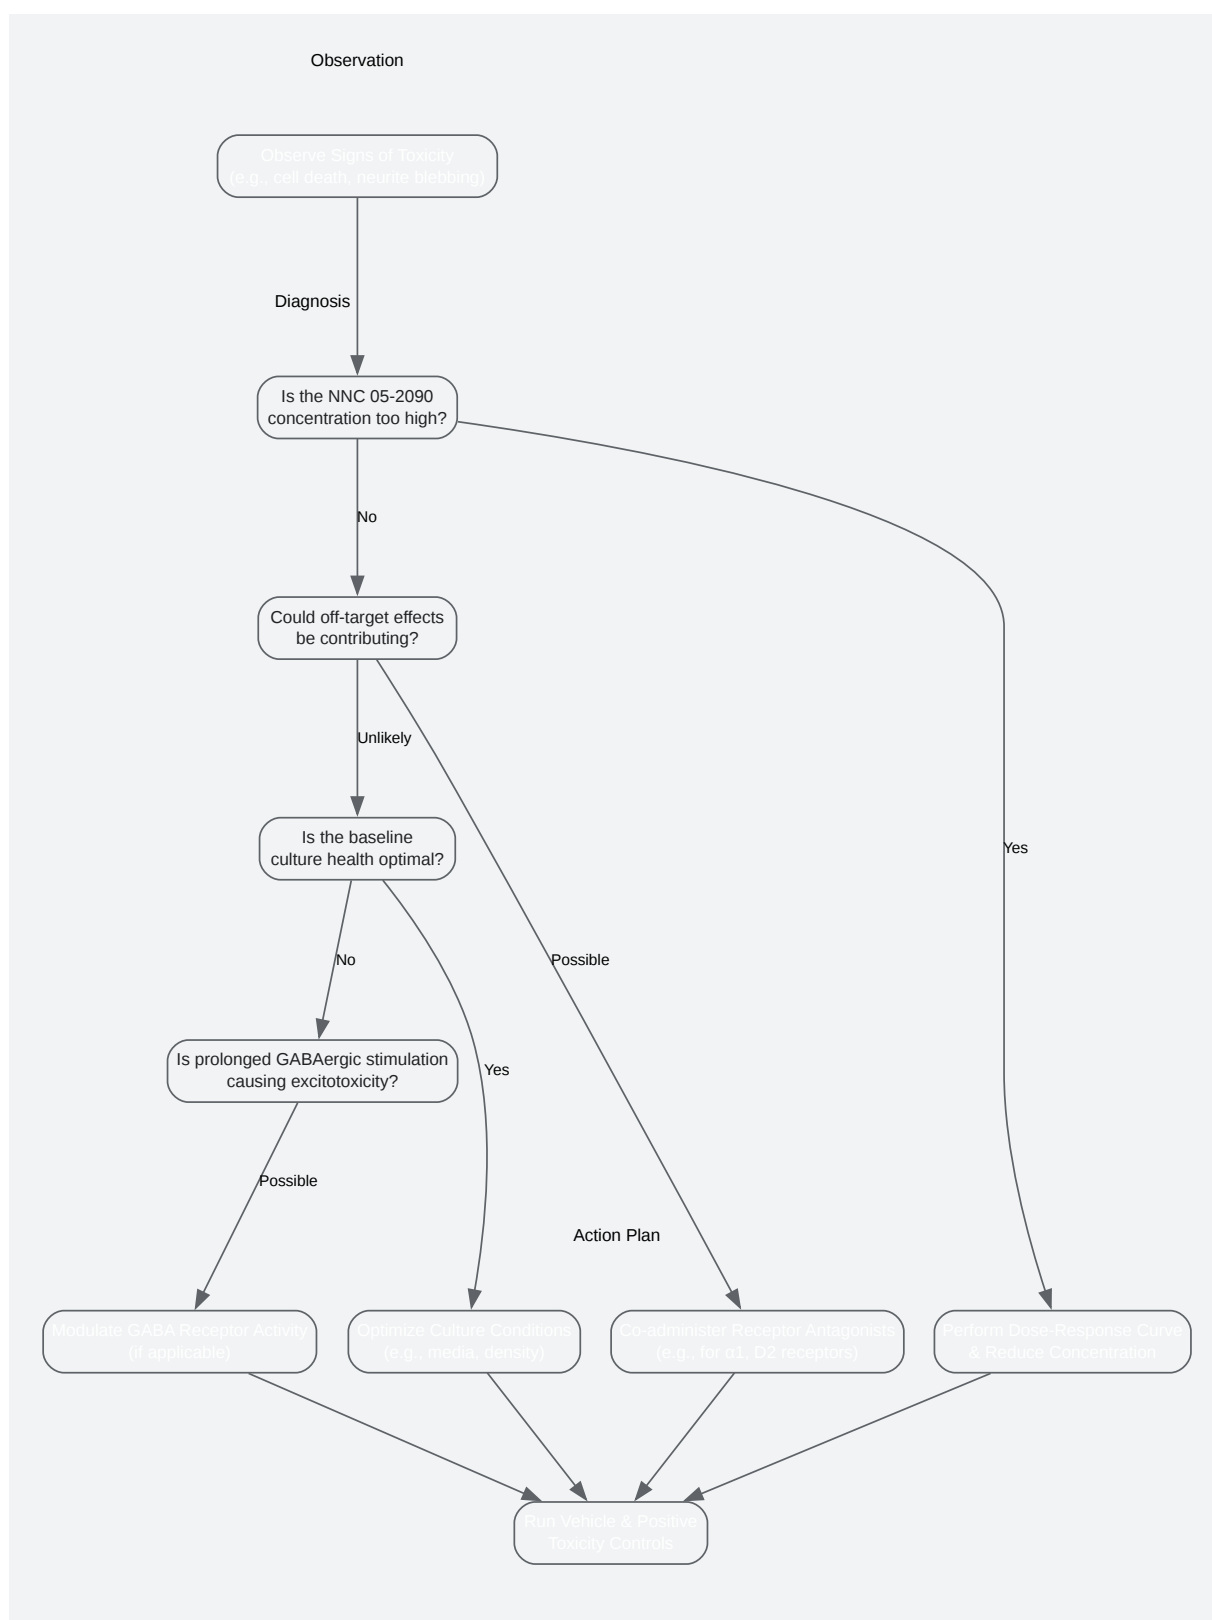 Observation
Observe Signs of Toxicity
(e.g., cell death, neurite blebbing)
Diagnosis
Is the NNC 05-2090
concentration too high?
No
Could off-target effects
be contributing?
Unlikely
Is the baseline
culture health optimal?
Yes
No
Possible
Is prolonged GABAergic stimulation
causing excitotoxicity?
Yes
Possible
Action Plan
Modulate GABA Receptor Activity
(if applicable)
Optimize Culture Conditions
(e.g., media, density)
Co-administer Receptor Antagonists
(e.g., for α1, D2 receptors)
Perform Dose-Response Curve
& Reduce Concentration
Run Vehicle & Positive
Toxicity Controls